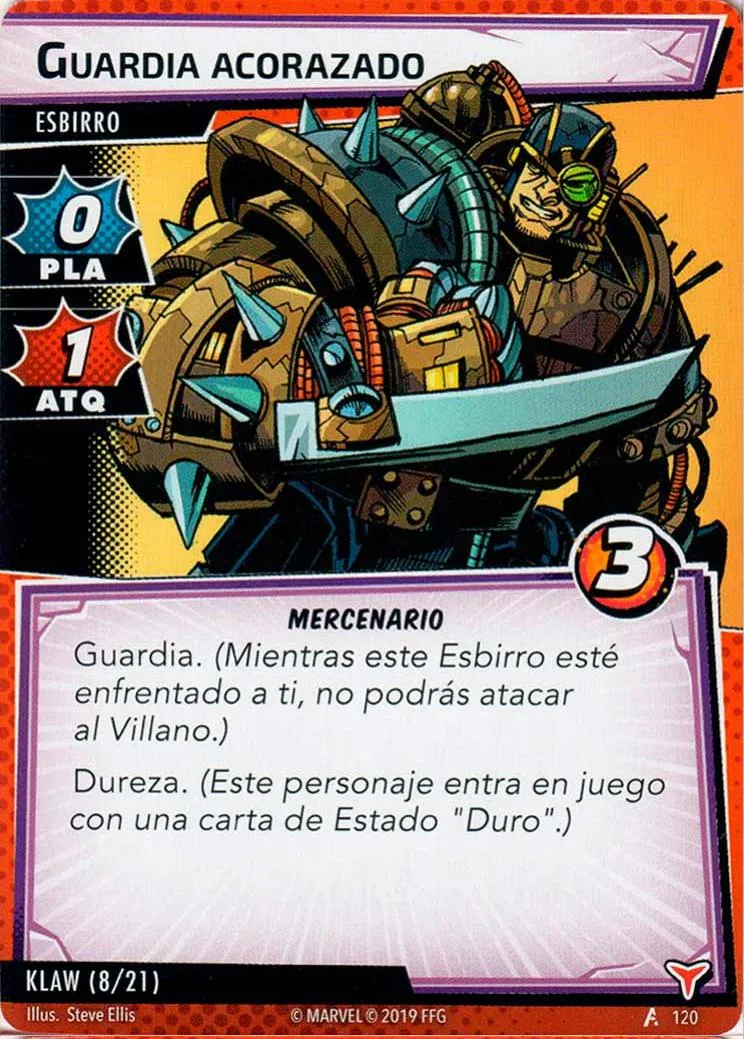 GUARDIA ACORAZADO
ESBIRRO
0
PLA
1
ATQ
3
MERCENARIO
Guardia. (Mientras este Esbirro esté
enfrentado a ti, no podrás atacar
al Villano.)
Dureza. (Este personaje entra en juego
con una carta de Estado "Duro".)
KLAW (8/21)
Illus. Steve Ellis
© MARVEL © 2019 FFG
120